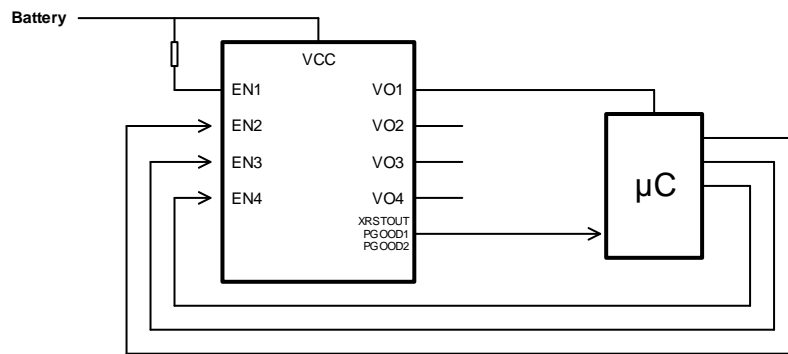 Battery
VCC
EN1 VO1
EN2 VO2
EN3 VO3
EN4 VO4
XRSTOUT
PGOOD1
PGOOD2
µC